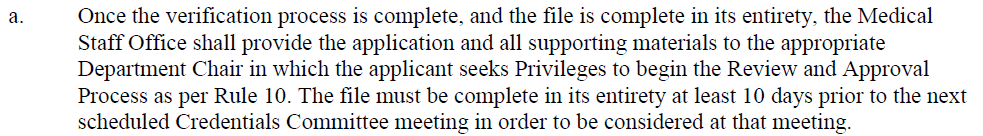 a. Once the verification process is complete, and the file is complete in its entirety, the Medical
Staff Office shall provide the application and all supporting materials to the appropriate
Department Chair in which the applicant seeks Privileges to begin the Review and Approval
Process as per Rule 10. The file must be complete in its entirety at least 10 days prior to the next
scheduled Credentials Committee meeting in order to be considered at that meeting.